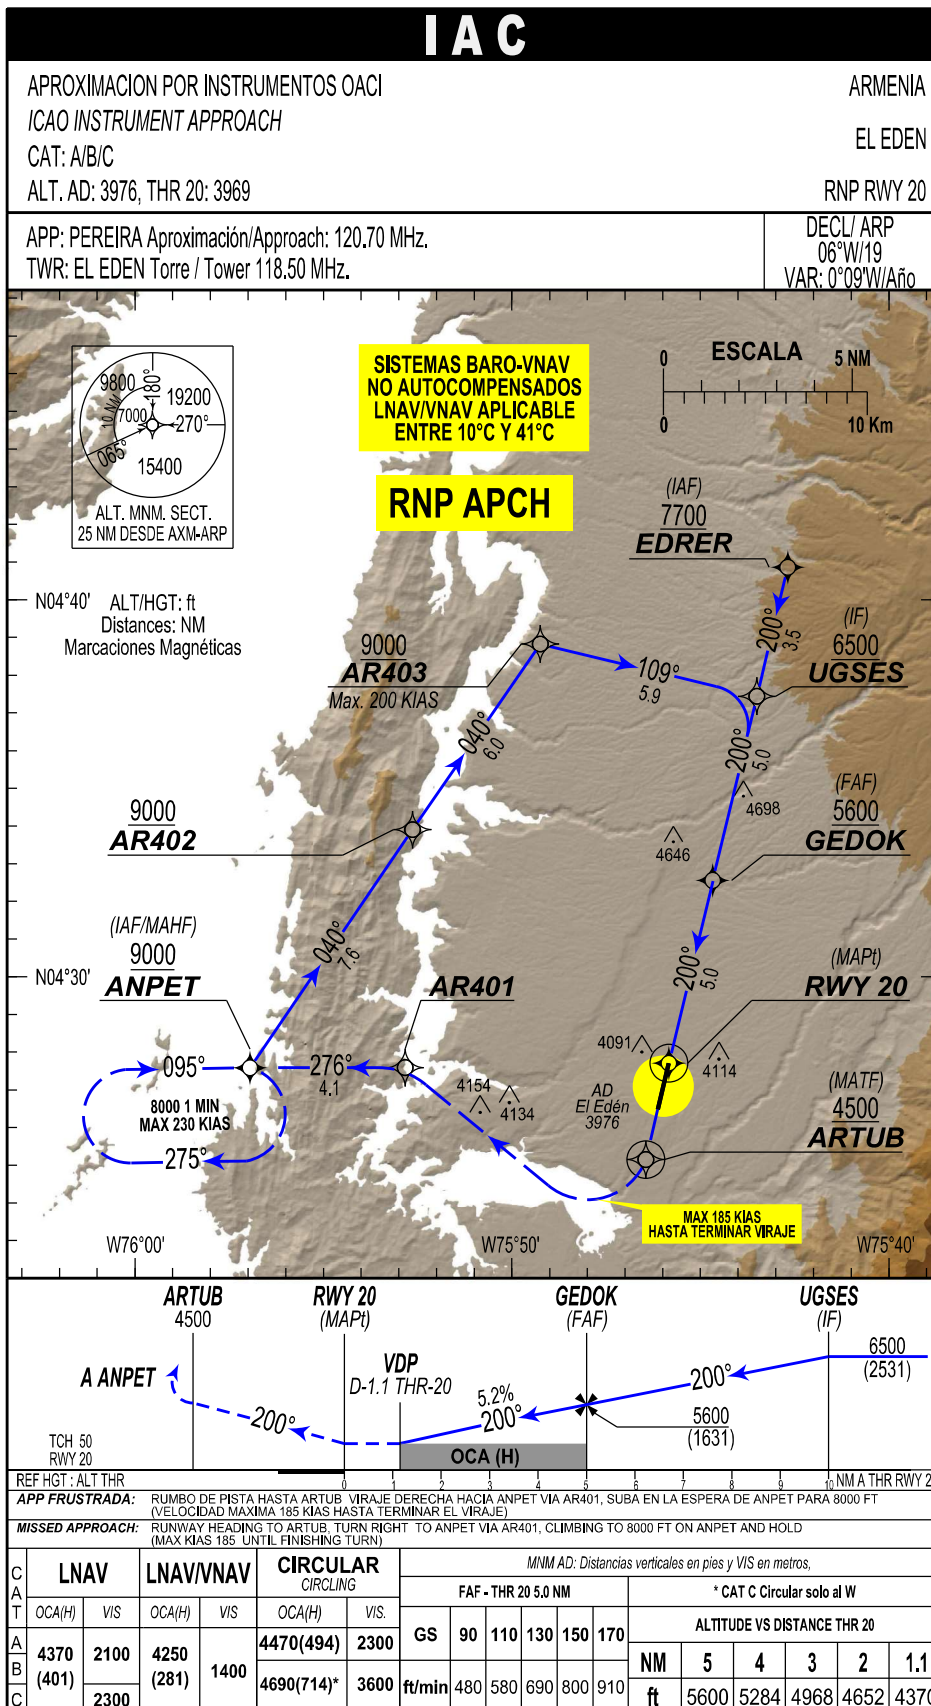 IAC
APROXIMACION POR INSTRUMENTOS OACI
ICAO INSTRUMENT APPROACH
CAT: A/B/C
ALT. AD: 3976, THR 20: 3969
ARMENIA
EL EDEN
RNP RWY 20
APP: PEREIRA Aproximación/Approach: 120.70 MHz.
TWR: EL EDEN Torre / Tower 118.50 MHz.
DECL/ ARP
06°W/19
VAR: 0°09'W/Año
9800
180°
19200
10 NM
7000
270°
065°
15400
ALT. MNM. SECT.
25 NM DESDE AXM-ARP
SISTEMAS BARO-VNAV
NO AUTOCOMPENSADOS
LNAV/VNAV APLICABLE
ENTRE 10°C Y 41°C
RNP APCH
0 ESCALA 5 NM
0 10 Km
(IAF)
7700
EDRER
N04°40'
ALT/HGT: ft
Distances: NM
Marcaciones Magnéticas
200°
3.5
(IF)
6500
UGSES
9000
AR403
Max. 200 KIAS
109°
5.9
040°
6.0
200°
5.0
4698
(FAF)
5600
GEDOK
9000
AR402
4646
040°
7.6
(IAF/MAHF)
9000
ANPET
N04°30'
AR401
200°
5.0
(MAPt)
RWY 20
095°
276°
4.1
8000 1 MIN
MAX 230 KIAS
275°
4154
4134
4091
4114
AD
El Edén
3976
(MATF)
4500
ARTUB
MAX 185 KIAS
HASTA TERMINAR VIRAJE
W76°00'
W75°50'
W75°40'
ARTUB
4500
RWY 20
(MAPt)
GEDOK
(FAF)
UGSES
(IF)
A ANPET
VDP
D-1.1 THR-20
6500
(2531)
200°
5.2%
200°
200°
5600
(1631)
TCH 50
RWY 20
OCA (H)
REF HGT : ALT THR
0 1 2 3 4 5 6 7 8 9 10 NM A THR RWY 2
APP FRUSTRADA: RUMBO DE PISTA HASTA ARTUB VIRAJE DERECHA HACIA ANPET VIA AR401, SUBA EN LA ESPERA DE ANPET PARA 8000 FT
(VELOCIDAD MAXIMA 185 KIAS HASTA TERMINAR EL VIRAJE)
MISSED APPROACH: RUNWAY HEADING TO ARTUB, TURN RIGHT TO ANPET VIA AR401, CLIMBING TO 8000 FT ON ANPET AND HOLD
(MAX KIAS 185 UNTIL FINISHING TURN)
CAT LNAV LNAV/VNAV CIRCULAR
CIRCLING
MNM AD: Distancias verticales en pies y VIS en metros,
FAF - THR 20 5.0 NM
* CAT C Circular solo al W
OCA(H) VIS OCA(H) VIS OCA(H) VIS.
ALTITUDE VS DISTANCE THR 20
A 4370 (401) 2100 4250 (281) 1400 4470(494) 2300
B 4690(714)* 3600
C 2300
GS 90 110 130 150 170
ft/min 480 580 690 800 910
NM 5 4 3 2 1.1
ft 5600 5284 4968 4652 4370